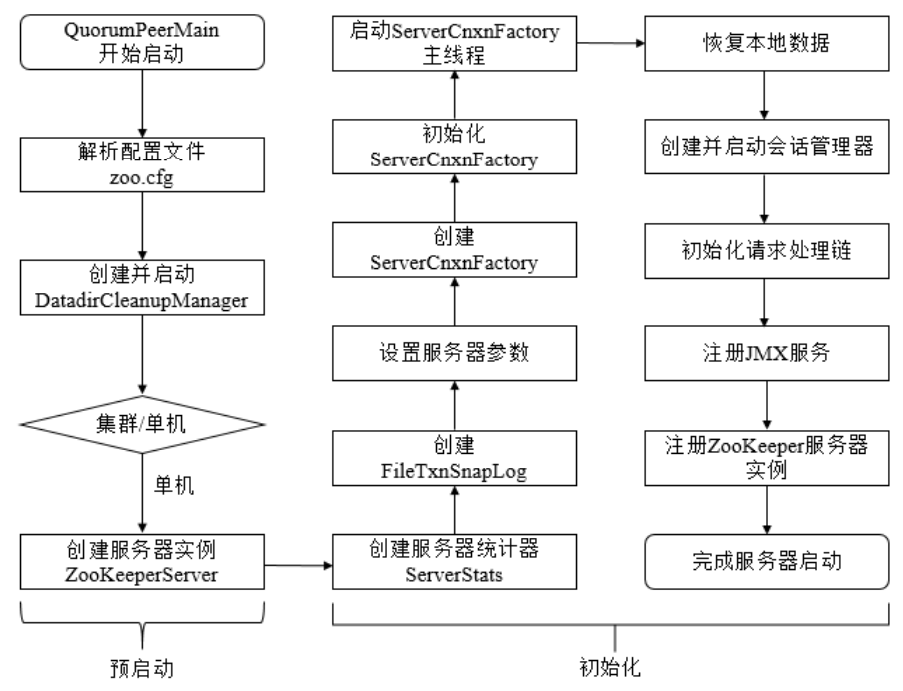 QuorumPeerMain
开始启动
解析配置文件
zoo.cfg
创建并启动
DatadirCleanupManager
集群/单机
单机
创建服务器实例
ZooKeeperServer
预启动
启动ServerCnxnFactory
主线程
初始化
ServerCnxnFactory
创建
ServerCnxnFactory
设置服务器参数
创建
FileTxnSnapLog
创建服务器统计器
ServerStats
恢复本地数据
创建并启动会话管理器
初始化请求处理链
注册JMX服务
注册ZooKeeper服务器
实例
完成服务器启动
初始化